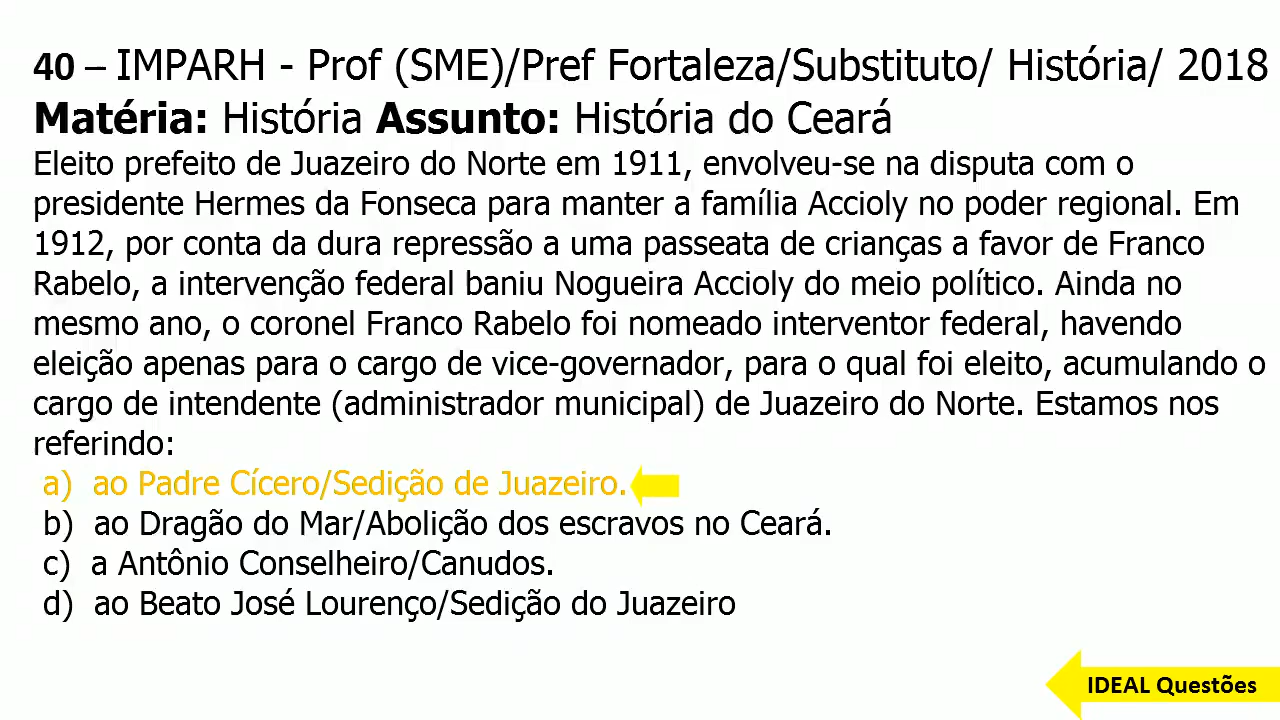 40 – IMPARH - Prof (SME)/Pref Fortaleza/Substituto/ História/ 2018
Matéria: História Assunto: História do Ceará
Eleito prefeito de Juazeiro do Norte em 1911, envolveu-se na disputa com o
presidente Hermes da Fonseca para manter a família Accioly no poder regional. Em
1912, por conta da dura repressão a uma passeata de crianças a favor de Franco
Rabelo, a intervenção federal baniu Nogueira Accioly do meio político. Ainda no
mesmo ano, o coronel Franco Rabelo foi nomeado interventor federal, havendo
eleição apenas para o cargo de vice-governador, para o qual foi eleito, acumulando o
cargo de intendente (administrador municipal) de Juazeiro do Norte. Estamos nos
referindo:
a) ao Padre Cícero/Sedição de Juazeiro.
b) ao Dragão do Mar/Abolição dos escravos no Ceará.
c) a Antônio Conselheiro/Canudos.
d) ao Beato José Lourenço/Sedição do Juazeiro
IDEAL Questões